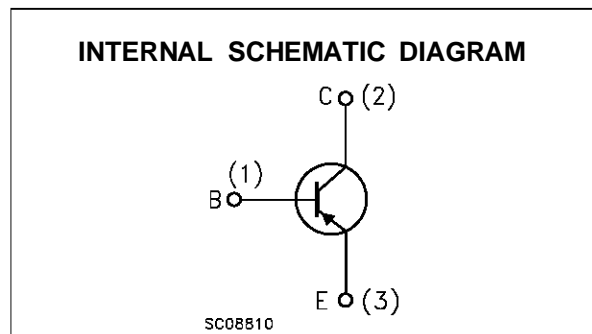 INTERNAL SCHEMATIC DIAGRAM
C (2)
(1)
B
E (3)
SC08810